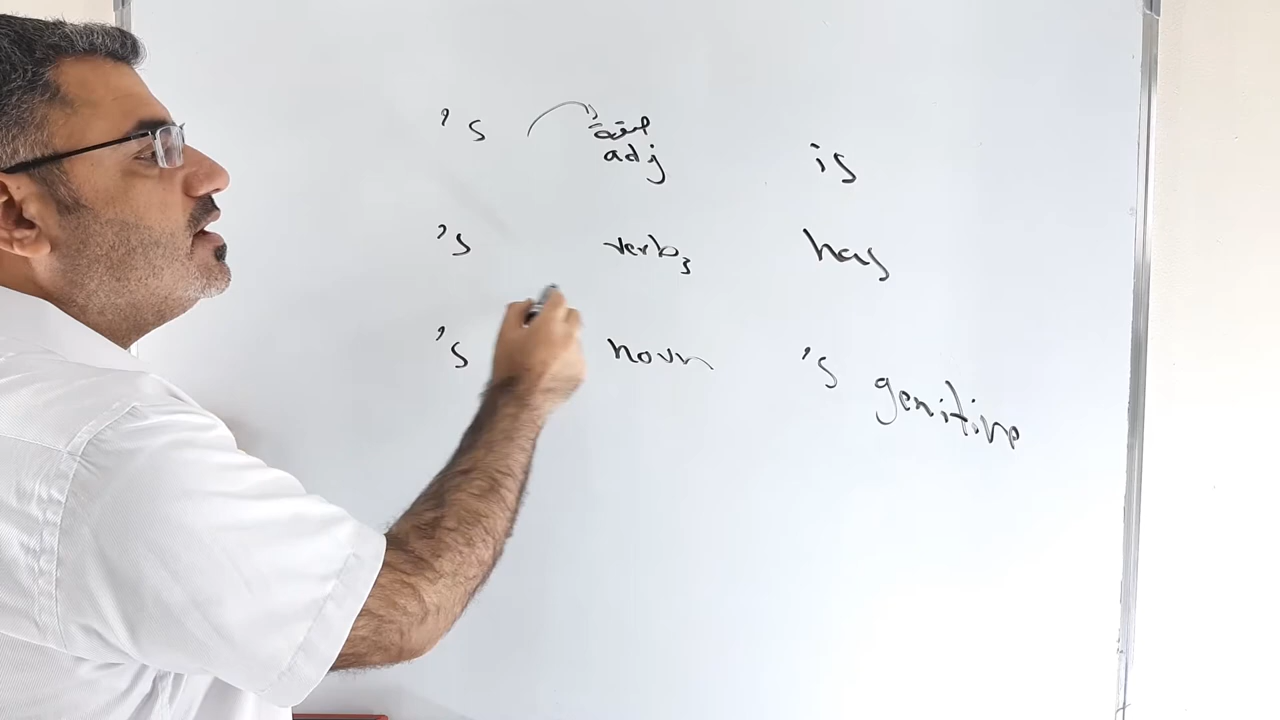 's صفة
adj is
's verb3 has
's noun 's genitive